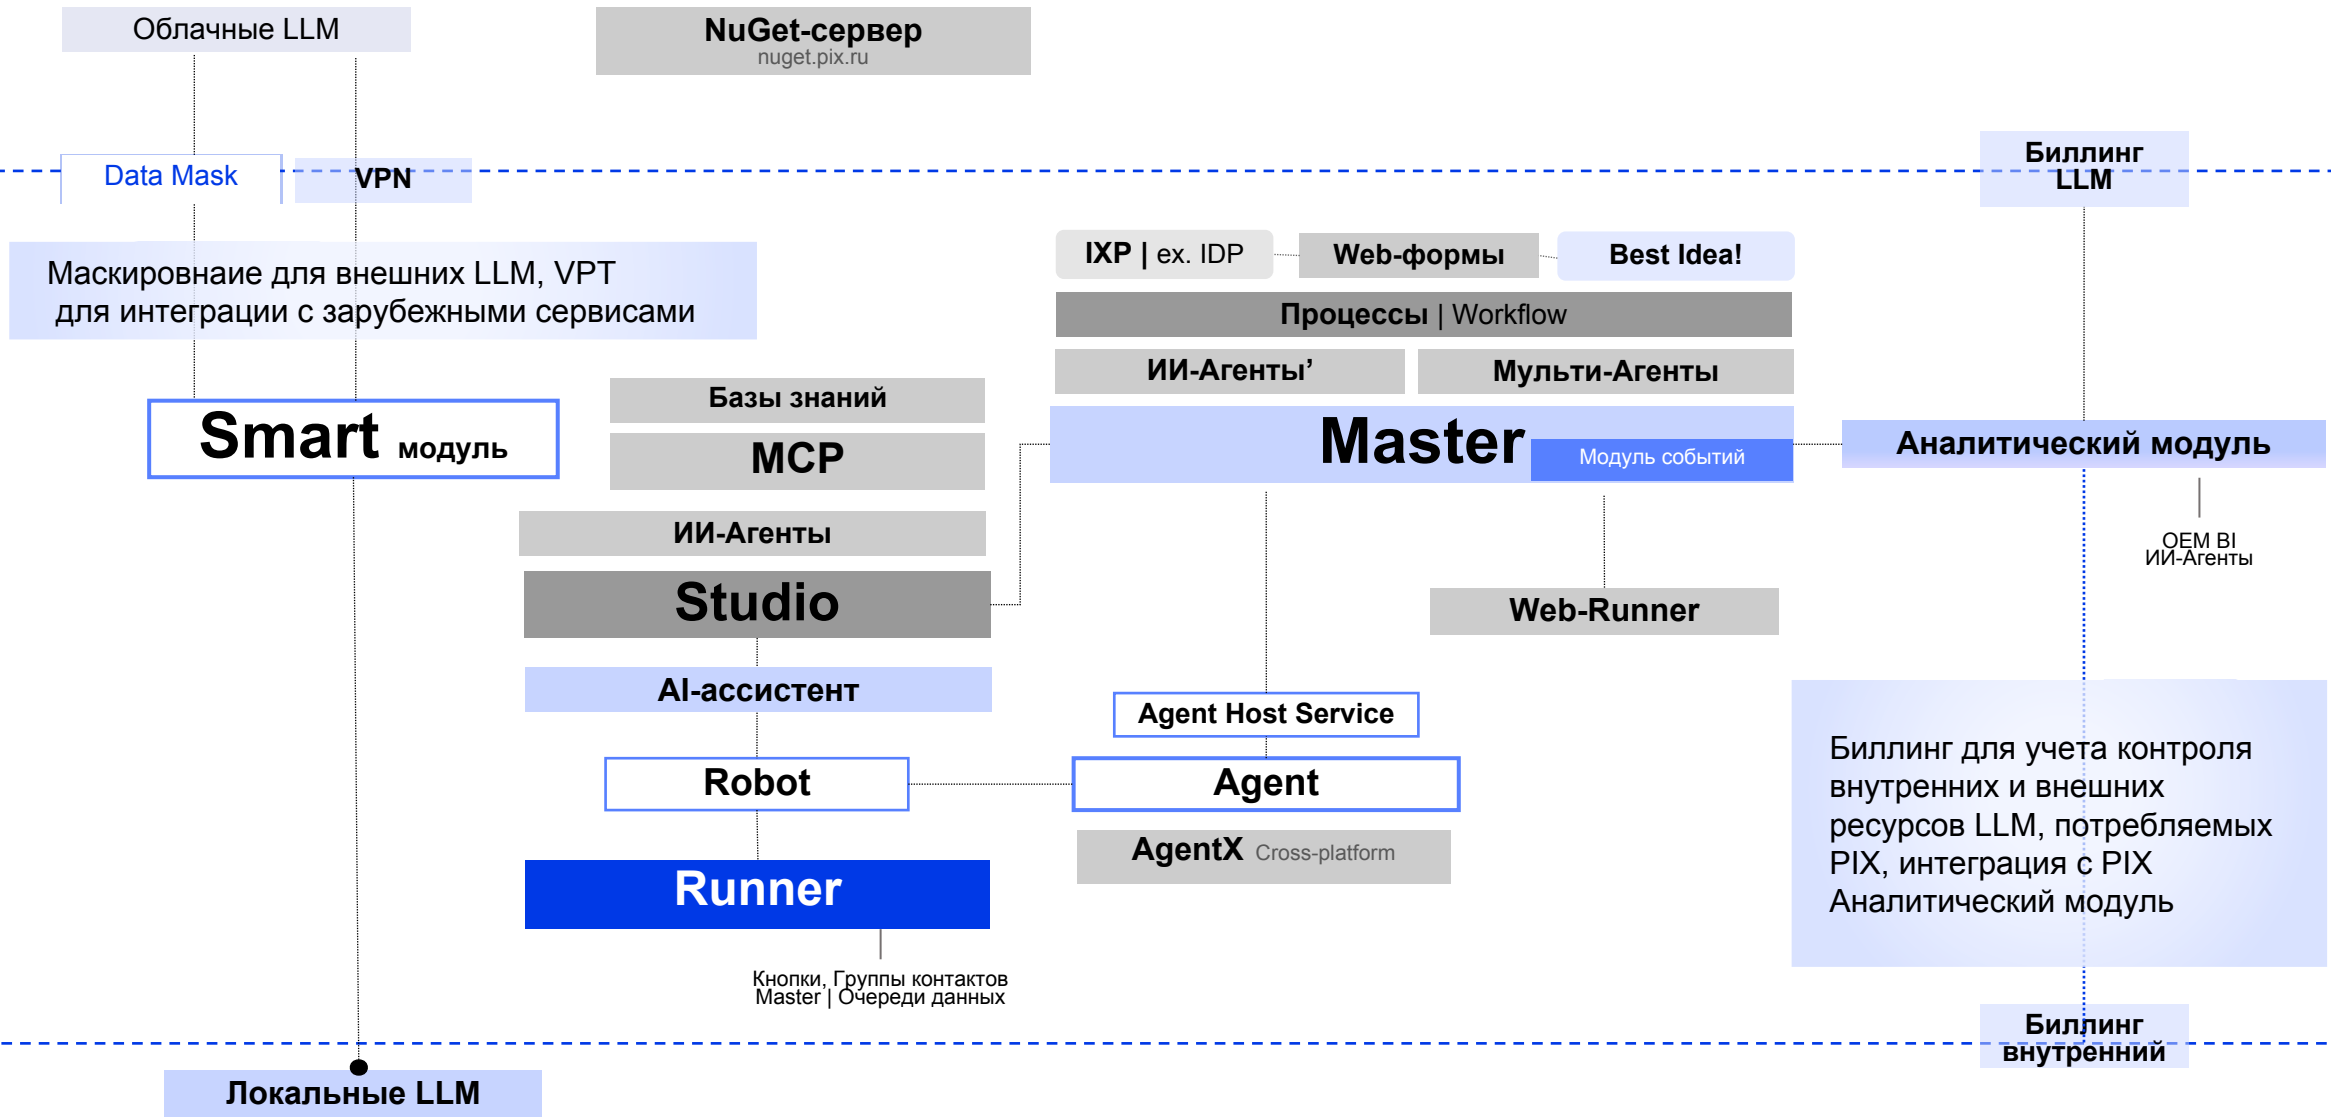 Облачные LLM
NuGet-сервер
nuget.pix.ru
Data Mask
VPN
Биллинг
LLM
Маскировнаие для внешних LLM, VPT
для интеграции с зарубежными сервисами
IXP | ex. IDP
Web-формы
Best Idea!
Процессы | Workflow
ИИ-Агенты’
Мульти-Агенты
Базы знаний
Smart модуль
MCP
Master
Модуль событий
Аналитический модуль
ИИ-Агенты
OEM BI
ИИ-Агенты
Studio
Web-Runner
AI-ассистент
Agent Host Service
Robot
Agent
AgentX Cross-platform
Runner
Биллинг для учета контроля
внутренних и внешних
ресурсов LLM, потребляемых
PIX, интеграция с PIX
Аналитический модуль
Кнопки, Группы контактов
Master | Очереди данных
Биллинг
внутренний
Локальные LLM